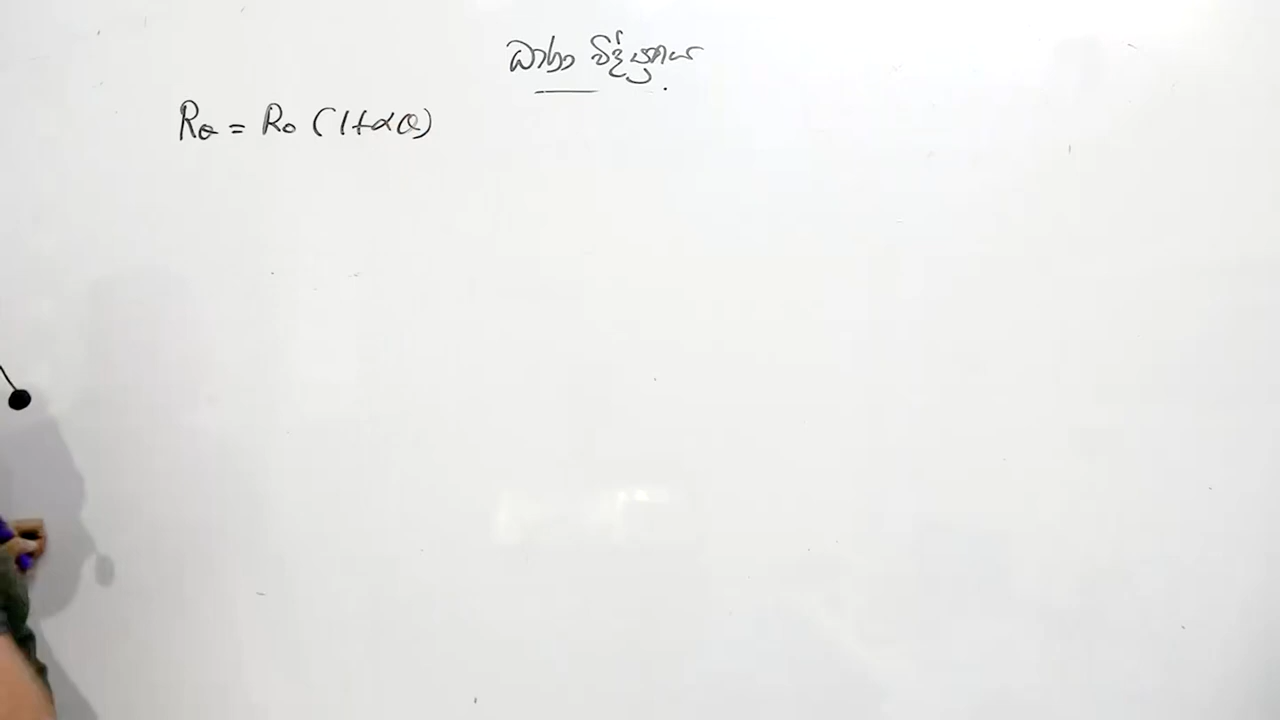 ධාරා විද්‍යුතය
Rθ = R₀ (1+αθ)